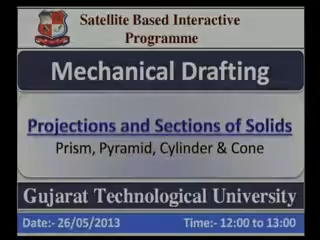 Satellite Based Interactive
Programme
Mechanical Drafting
Projections and Sections of Solids
Prism, Pyramid, Cylinder & Cone
Gujarat Technological University
Date:- 26/05/2013 Time:- 12:00 to 13:00